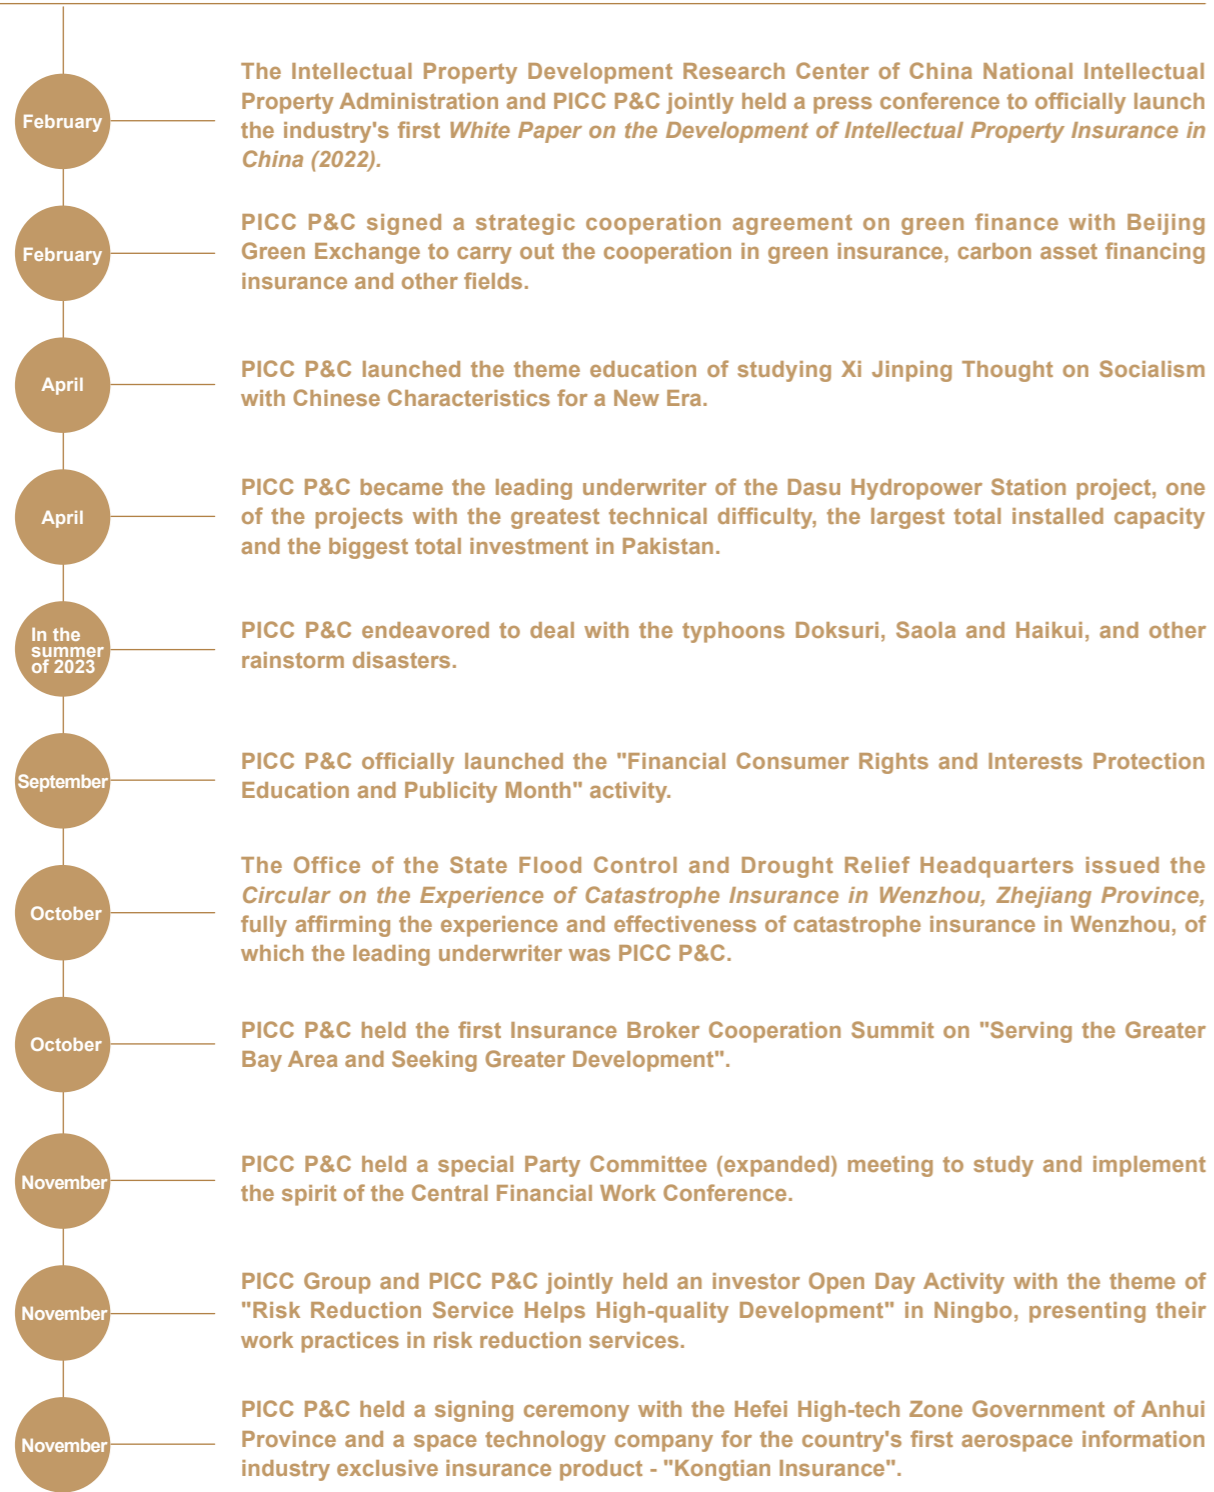 February
The Intellectual Property Development Research Center of China National Intellectual
Property Administration and PICC P&C jointly held a press conference to officially launch
the industry's first White Paper on the Development of Intellectual Property Insurance in
China (2022).
February
PICC P&C signed a strategic cooperation agreement on green finance with Beijing
Green Exchange to carry out the cooperation in green insurance, carbon asset financing
insurance and other fields.
April
PICC P&C launched the theme education of studying Xi Jinping Thought on Socialism
with Chinese Characteristics for a New Era.
April
PICC P&C became the leading underwriter of the Dasu Hydropower Station project, one
of the projects with the greatest technical difficulty, the largest total installed capacity
and the biggest total investment in Pakistan.
In the
summer
of 2023
PICC P&C endeavored to deal with the typhoons Doksuri, Saola and Haikui, and other
rainstorm disasters.
September
PICC P&C officially launched the "Financial Consumer Rights and Interests Protection
Education and Publicity Month" activity.
October
The Office of the State Flood Control and Drought Relief Headquarters issued the
Circular on the Experience of Catastrophe Insurance in Wenzhou, Zhejiang Province,
fully affirming the experience and effectiveness of catastrophe insurance in Wenzhou, of
which the leading underwriter was PICC P&C.
October
PICC P&C held the first Insurance Broker Cooperation Summit on "Serving the Greater
Bay Area and Seeking Greater Development".
November
PICC P&C held a special Party Committee (expanded) meeting to study and implement
the spirit of the Central Financial Work Conference.
November
PICC Group and PICC P&C jointly held an investor Open Day Activity with the theme of
"Risk Reduction Service Helps High-quality Development" in Ningbo, presenting their
work practices in risk reduction services.
November
PICC P&C held a signing ceremony with the Hefei High-tech Zone Government of Anhui
Province and a space technology company for the country's first aerospace information
industry exclusive insurance product - "Kongtian Insurance".